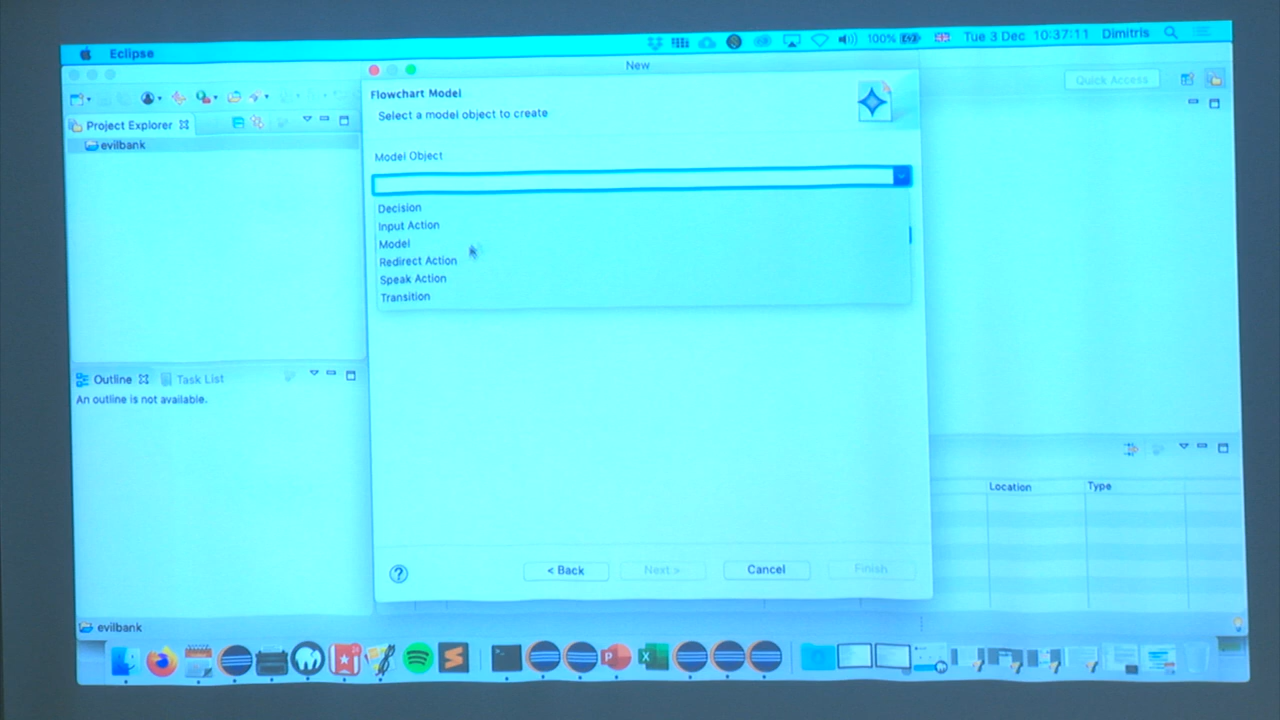 Eclipse
100%
Tue 3 Dec 10:37:11
Dimitris
New
Flowchart Model
Select a model object to create
Quick Access
Project Explorer
evilbank
Model Object
Decision
Input Action
Model
Redirect Action
Speak Action
Transition
Outline
Task List
An outline is not available.
Location
Type
?
< Back
Next >
Cancel
Finish
evilbank